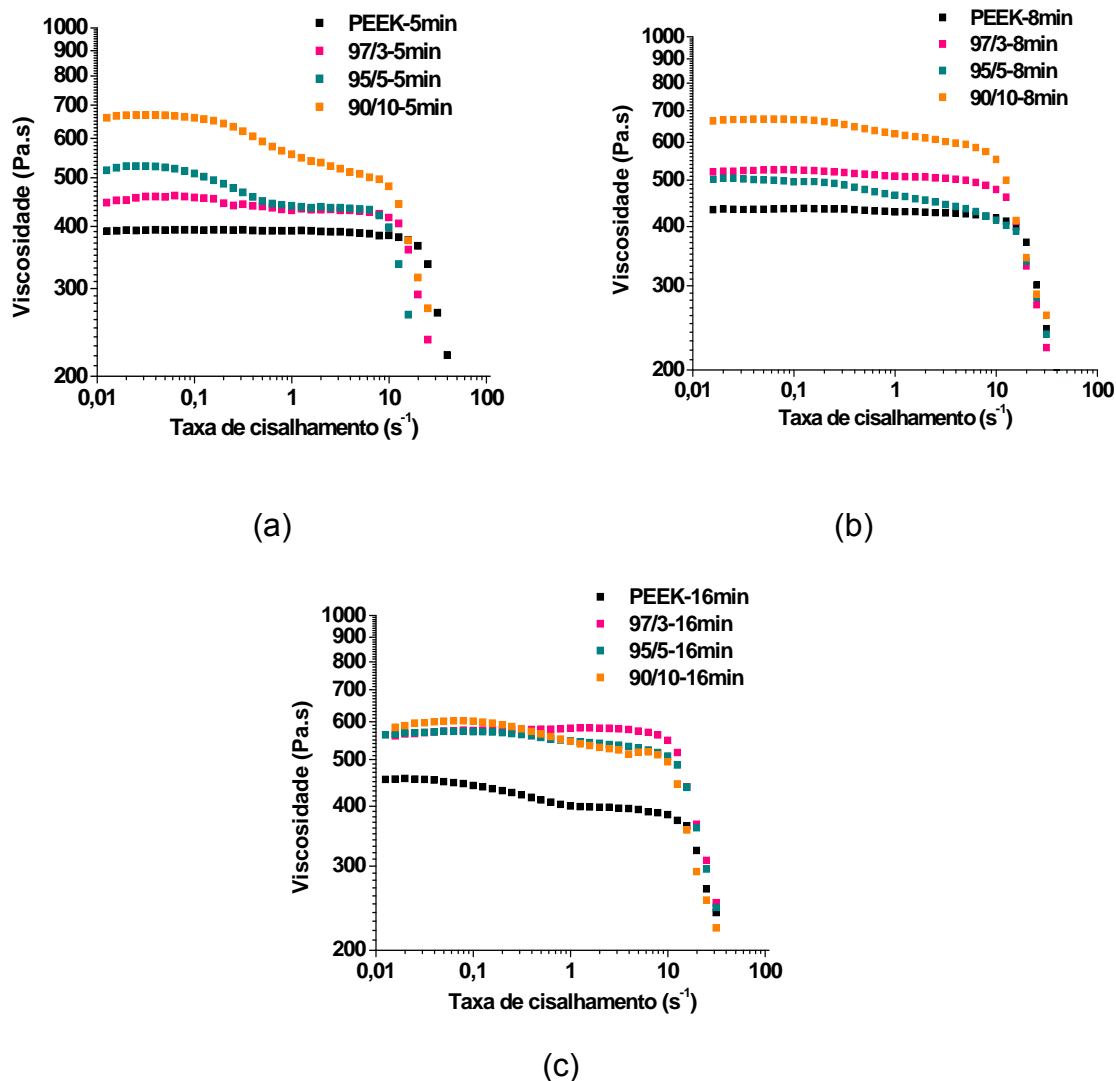 PEEK-5min
97/3-5min
95/5-5min
90/10-5min
1000
900
800
700
600
500
400
300
200
Viscosidade (Pa.s)
0,01
0,1
1
10
100
Taxa de cisalhamento (s⁻¹)
(a)
PEEK-8min
97/3-8min
95/5-8min
90/10-8min
1000
900
800
700
600
500
400
300
200
Viscosidade (Pa.s)
0,01
0,1
1
10
100
Taxa de cisalhamento (s⁻¹)
(b)
PEEK-16min
97/3-16min
95/5-16min
90/10-16min
1000
900
800
700
600
500
400
300
200
Viscosidade (Pa.s)
0,01
0,1
1
10
100
Taxa de cisalhamento (s⁻¹)
(c)